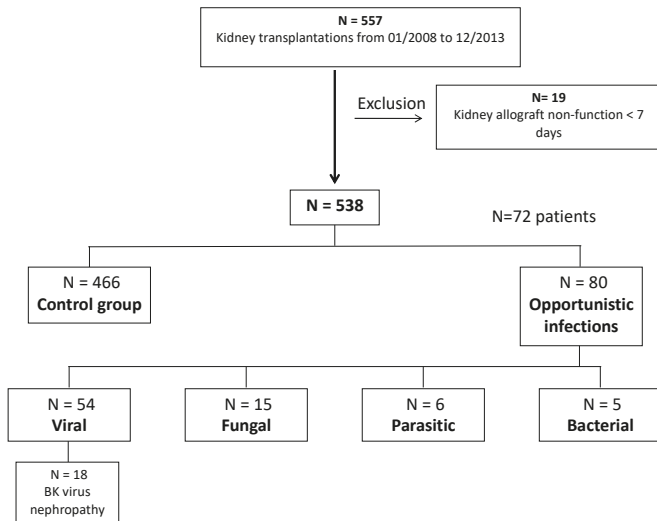 N = 557
Kidney transplantations from 01/2008 to 12/2013
Exclusion
N= 19
Kidney allograft non-function < 7
days
N = 538
N=72 patients
N = 466
Control group
N = 80
Opportunistic
infections
N = 54
Viral
N = 15
Fungal
N = 6
Parasitic
N = 5
Bacterial
N = 18
BK virus
nephropathy